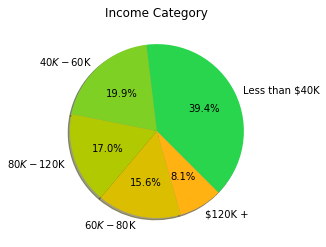 Income Category
40K − 60K
19.9%
Less than $40K
39.4%
17.0%
80K − 120K
15.6%
8.1%
60K − 80K
$120K +